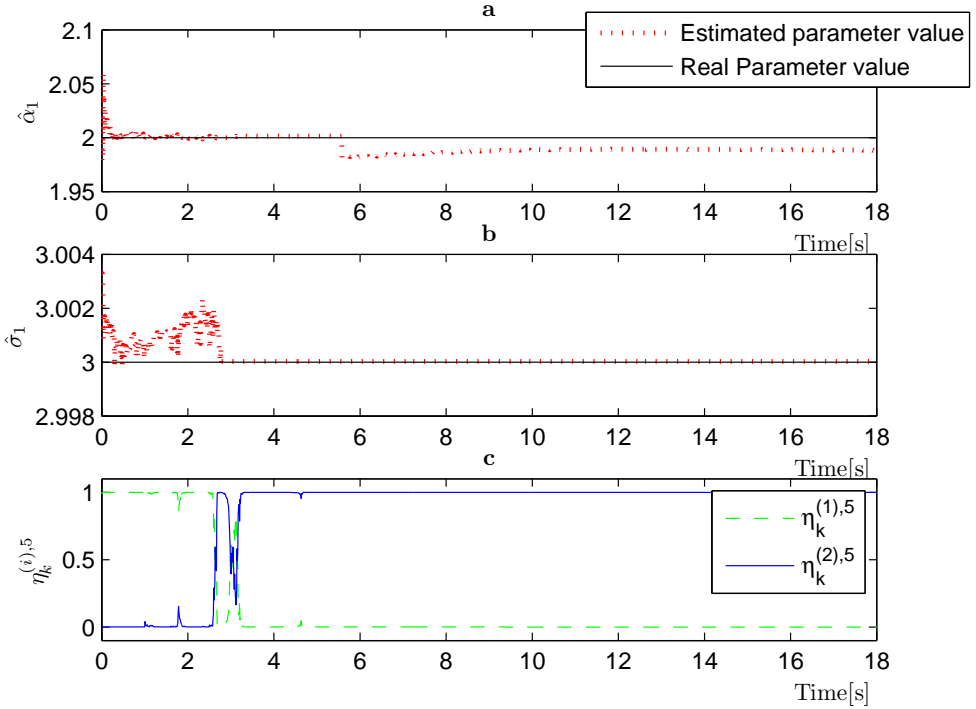 a
Estimated parameter value
Real Parameter value
2.1
2.05
2
1.95
α̂₁
0 2 4 6 8 10 12 14 16 18
Time[s]
b
3.004
3.002
3
2.998
σ̂₁
0 2 4 6 8 10 12 14 16 18
Time[s]
c
1
0.5
0
η_k^{(i),5}
η_k^{(1),5}
η_k^{(2),5}
0 2 4 6 8 10 12 14 16 18
Time[s]